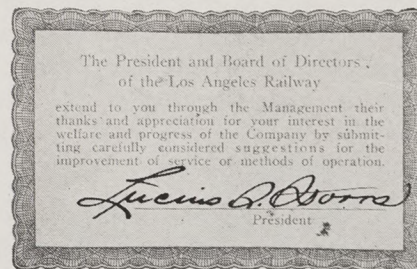 The President and Board of Directors
of the Los Angeles Railway
extend to you through the Management their
thanks and appreciation for your interest in the
welfare and progress of the Company by submit-
ting carefully considered suggestions for the
improvement of service or methods of operation.
Lucius R. Storrs
President